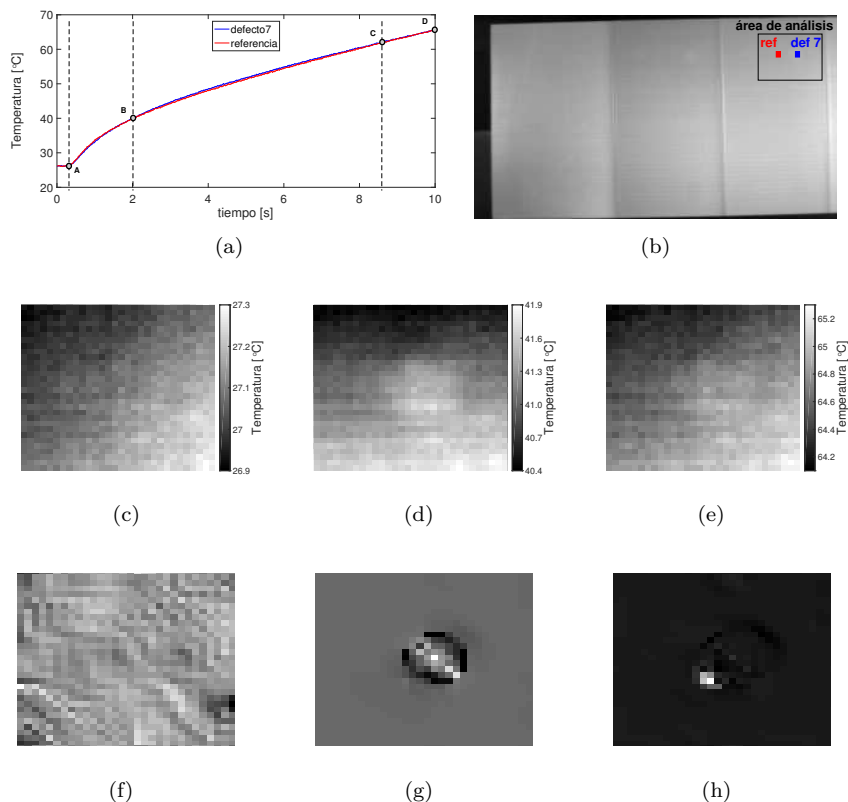 70
60
50
40
30
20
Temperatura [°C]
defecto7
referencia
A
B
C
D
0
2
4
6
8
10
tiempo [s]
(a)
área de análisis
ref
def 7
(b)
27.3
27.2
27.1
27
26.9
Temperatura [°C]
(c)
41.9
41.6
41.3
41.0
40.7
40.4
Temperatura [°C]
(d)
65.2
65.0
64.8
64.6
64.4
64.2
Temperatura [°C]
(e)
(f)
(g)
(h)